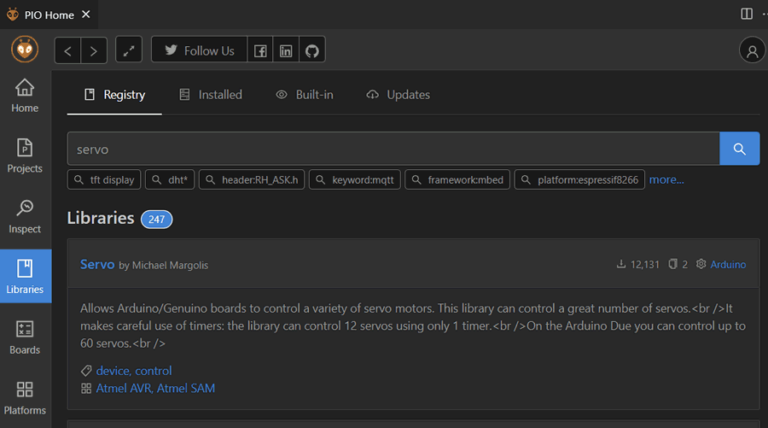 PIO Home
Follow Us
Home
Projects
Inspect
Libraries
Boards
Platforms
Registry Installed Built-in Updates
servo
tft display dht* header:RH_ASK.h keyword:mqtt framework:mbed platform:espressif8266 more...
Libraries 247
Servo by Michael Margolis 12,131 2 Arduino
Allows Arduino/Genuino boards to control a variety of servo motors. This library can control a great number of servos.<br />It
makes careful use of timers: the library can control 12 servos using only 1 timer.<br />On the Arduino Due you can control up to
60 servos.<br />
device, control
Atmel AVR, Atmel SAM